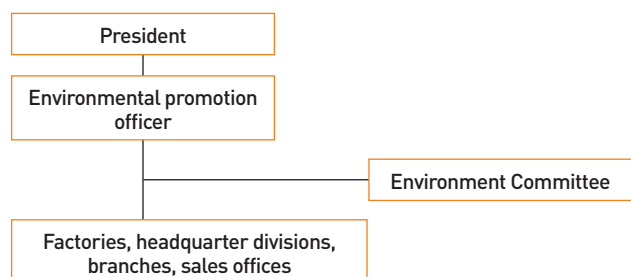 President
Environmental promotion
officer
Environment Committee
Factories, headquarter divisions,
branches, sales offices